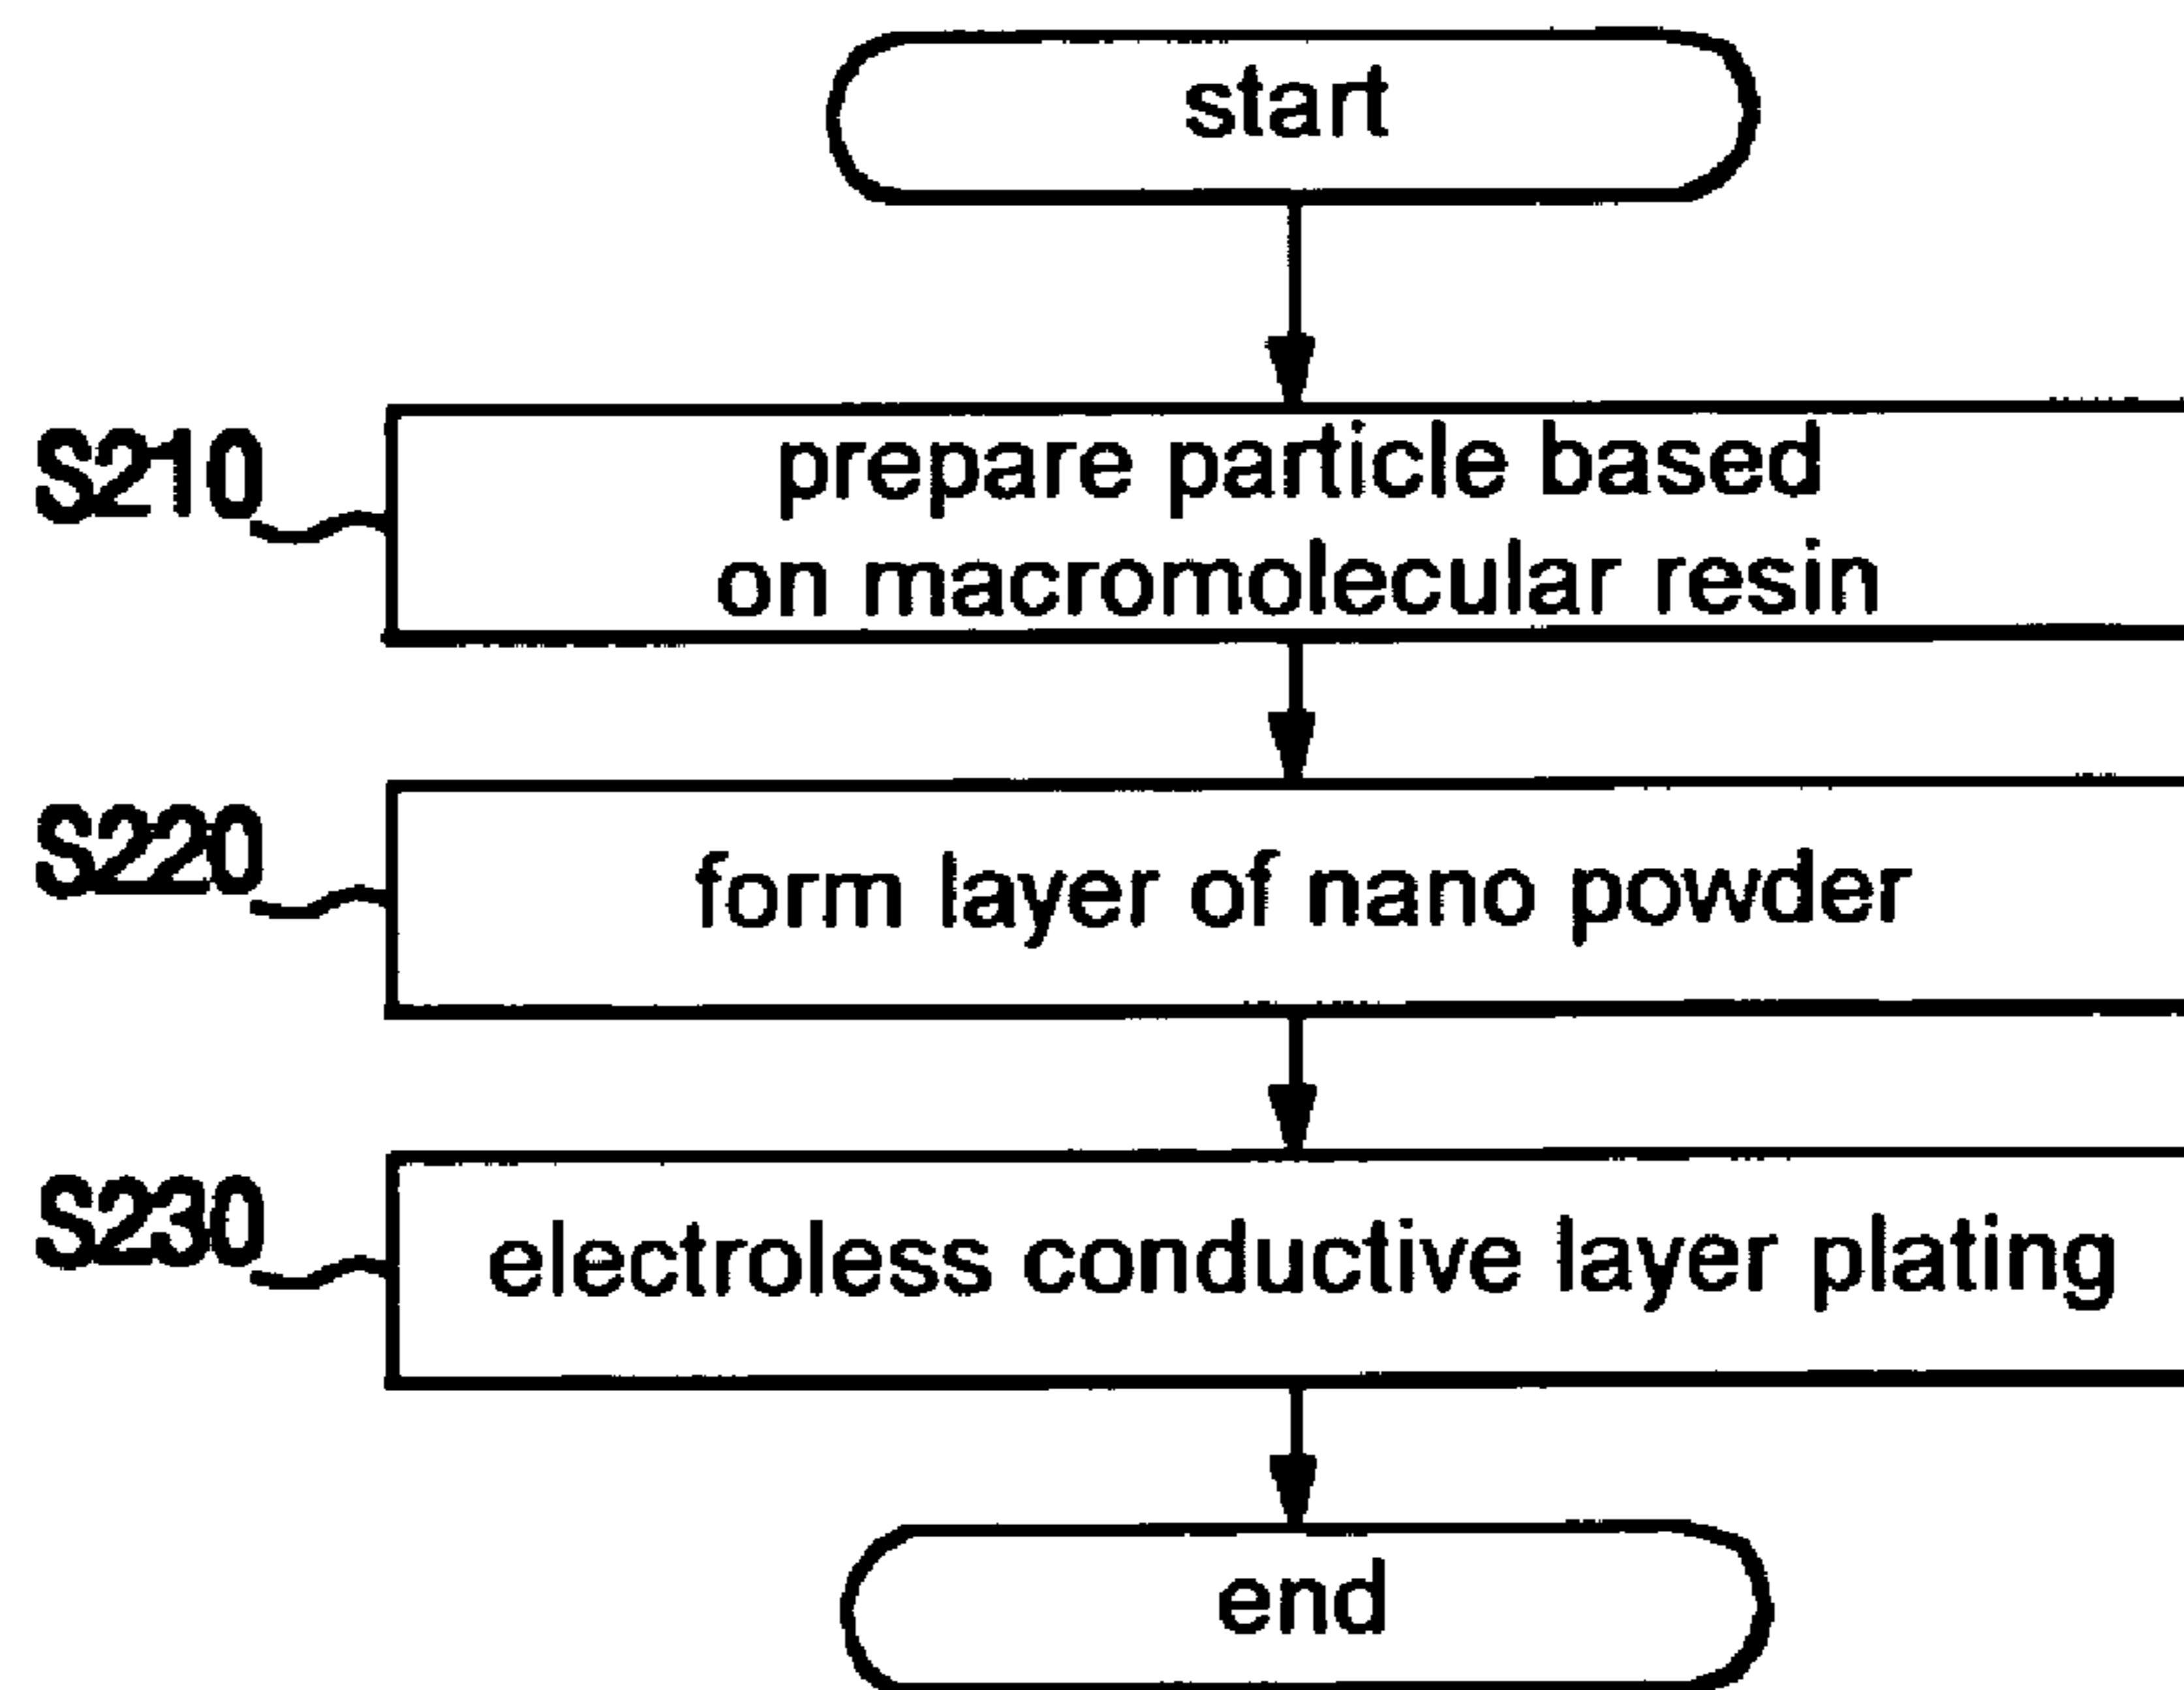 start
S210
prepare particle based
on macromolecular resin
S220
form layer of nano powder
S230
electroless conductive layer plating
end